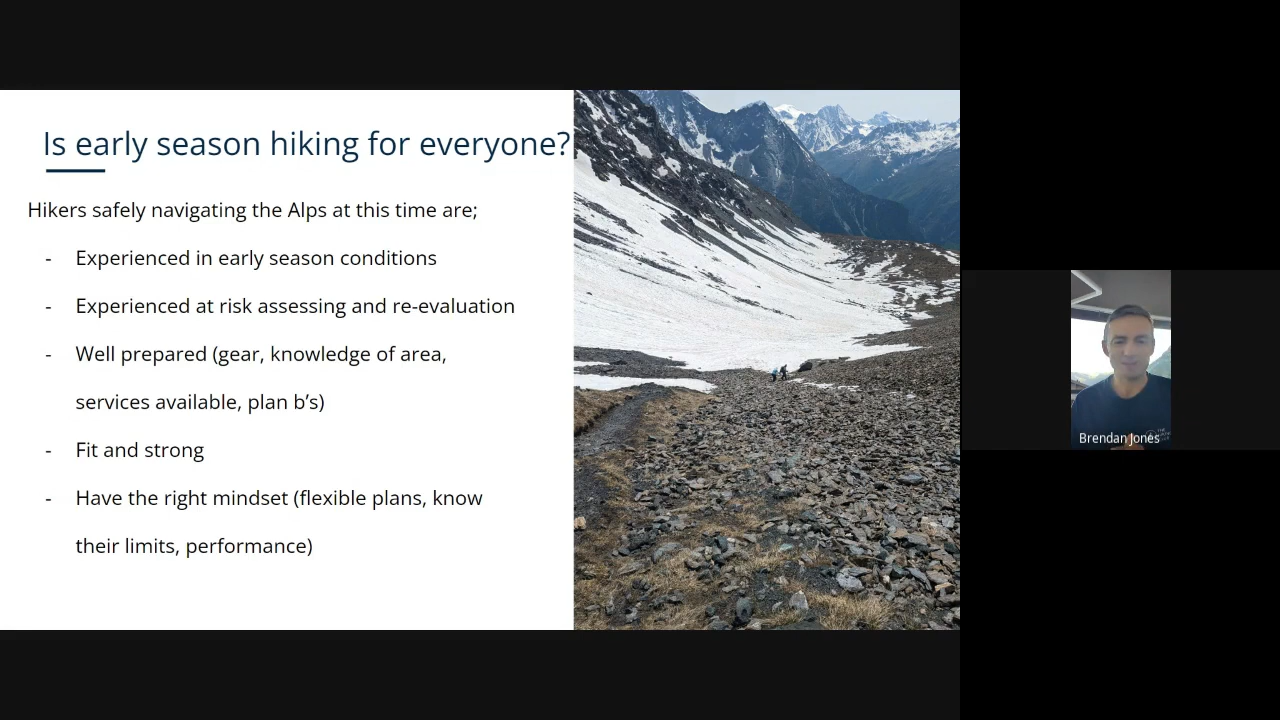 Is early season hiking for everyone?
Hikers safely navigating the Alps at this time are;
- Experienced in early season conditions
- Experienced at risk assessing and re-evaluation
- Well prepared (gear, knowledge of area,
services available, plan b’s)
- Fit and strong
- Have the right mindset (flexible plans, know
their limits, performance)
Brendan Jones